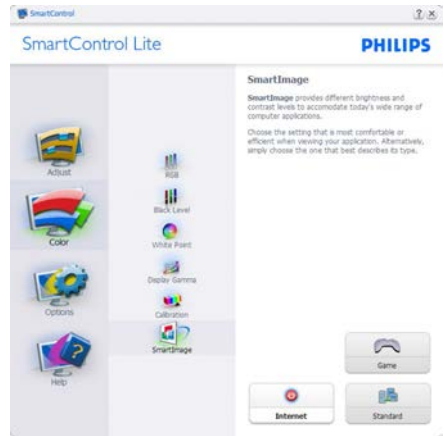 SmartControl
SmartControl Lite
PHILIPS
Adjust
Color
Options
Help
RGB
Black Level
White Point
Display Gamma
Calibration
SmartImage
SmartImage
SmartImage provides different brightness and
contrast levels to accomodate today's wide range of
computer applications.
Choose the setting that is most comfortable or
efficient when viewing your application. Alternatively,
simply choose the one that best describes its type.
Game
Internet
Standard